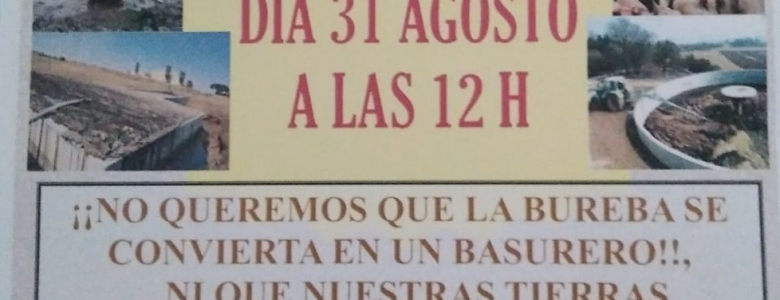 DIA 31 AGOSTO
A LAS 12 H
¡¡NO QUEREMOS QUE LA BUREBA SE
CONVIERTA EN UN BASURERO!!,
NI QUE NUESTRAS TIERRAS